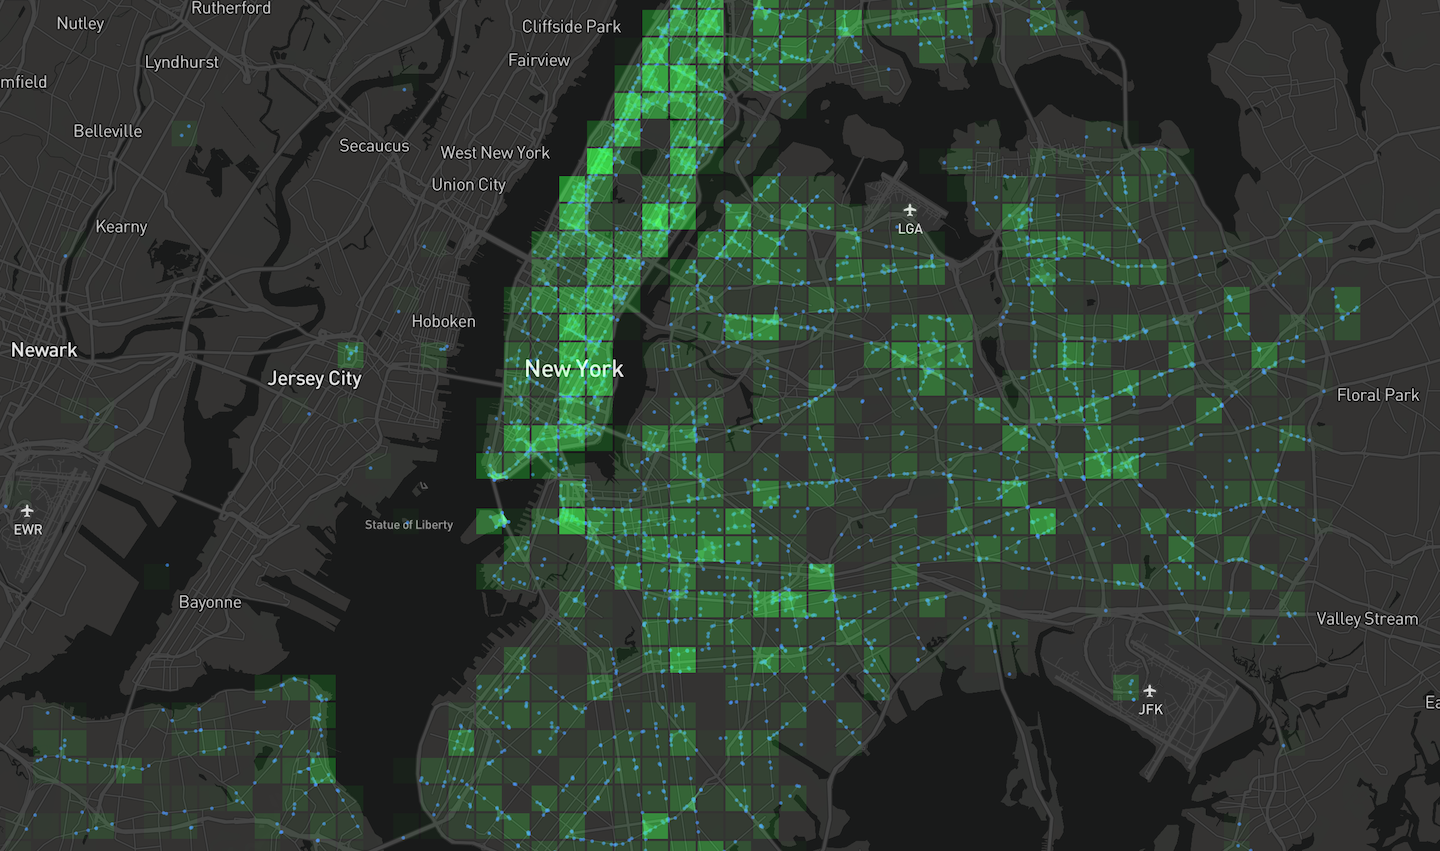 Rutherford
Nutley
Cliffside Park
Lyndhurst
Fairview
mfield
Belleville
Secaucus
West New York
Union City
Kearny
LGA
Hoboken
Newark
New York
Jersey City
Floral Park
Statue of Liberty
EWR
Bayonne
Valley Stream
JFK
Ea